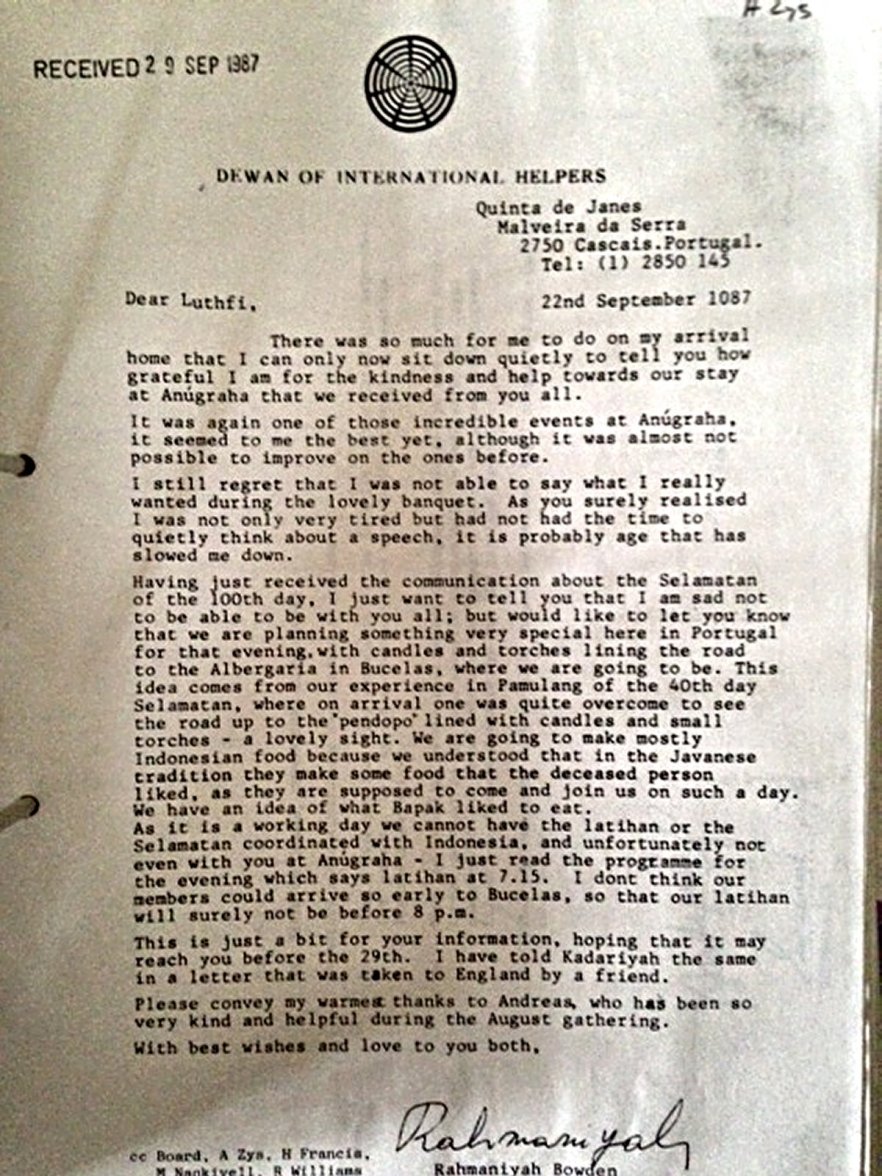 RECEIVED 29 SEP 1987
DEWAN OF INTERNATIONAL HELPERS
Quinta de Janes
Malveira da Serra
2750 Cascais.Portugal.
Tel: (1) 2850 145
Dear Luthfi, 22nd September 1087
There was so much for me to do on my arrival
home that I can only now sit down quietly to tell you how
grateful I am for the kindness and help towards our stay
at Anúgraha that we received from you all.
It was again one of those incredible events at Anúgraha,
it seemed to me the best yet, although it was almost not
possible to improve on the ones before.
I still regret that I was not able to say what I really
wanted during the lovely banquet. As you surely realised
I was not only very tired but had not had the time to
quietly think about a speech, it is probably age that has
slowed me down.
Having just received the communication about the Selamatan
of the 100th day, I just want to tell you that I am sad not
to be able to be with you all; but would like to let you know
that we are planning something very special here in Portugal
for that evening,with candles and torches lining the road
to the Albergaria in Bucelas, where we are going to be. This
idea comes from our experience in Pamulang of the 40th day
Selamatan, where on arrival one was quite overcome to see
the road up to the 'pendopo' lined with candles and small
torches - a lovely sight. We are going to make mostly
Indonesian food because we understood that in the Javanese
tradition they make some food that the deceased person
liked, as they are supposed to come and join us on such a day.
We have an idea of what Bapak liked to eat.
As it is a working day we cannot have the latihan or the
Selamatan coordinated with Indonesia, and unfortunately not
even with you at Anúgraha - I just read the programme for
the evening which says latihan at 7.15. I dont think our
members could arrive so early to Bucelas, so that our latihan
will surely not be before 8 p.m.
This is just a bit for your information, hoping that it may
reach you before the 29th. I have told Kadariyah the same
in a letter that was taken to England by a friend.
Please convey my warmest thanks to Andreas, who has been so
very kind and helpful during the August gathering.
With best wishes and love to you both,
Rahmaniyah
cc Board, A Zys, H Francis,
M Nankivell, R Williams
Rahmaniyah Bowden